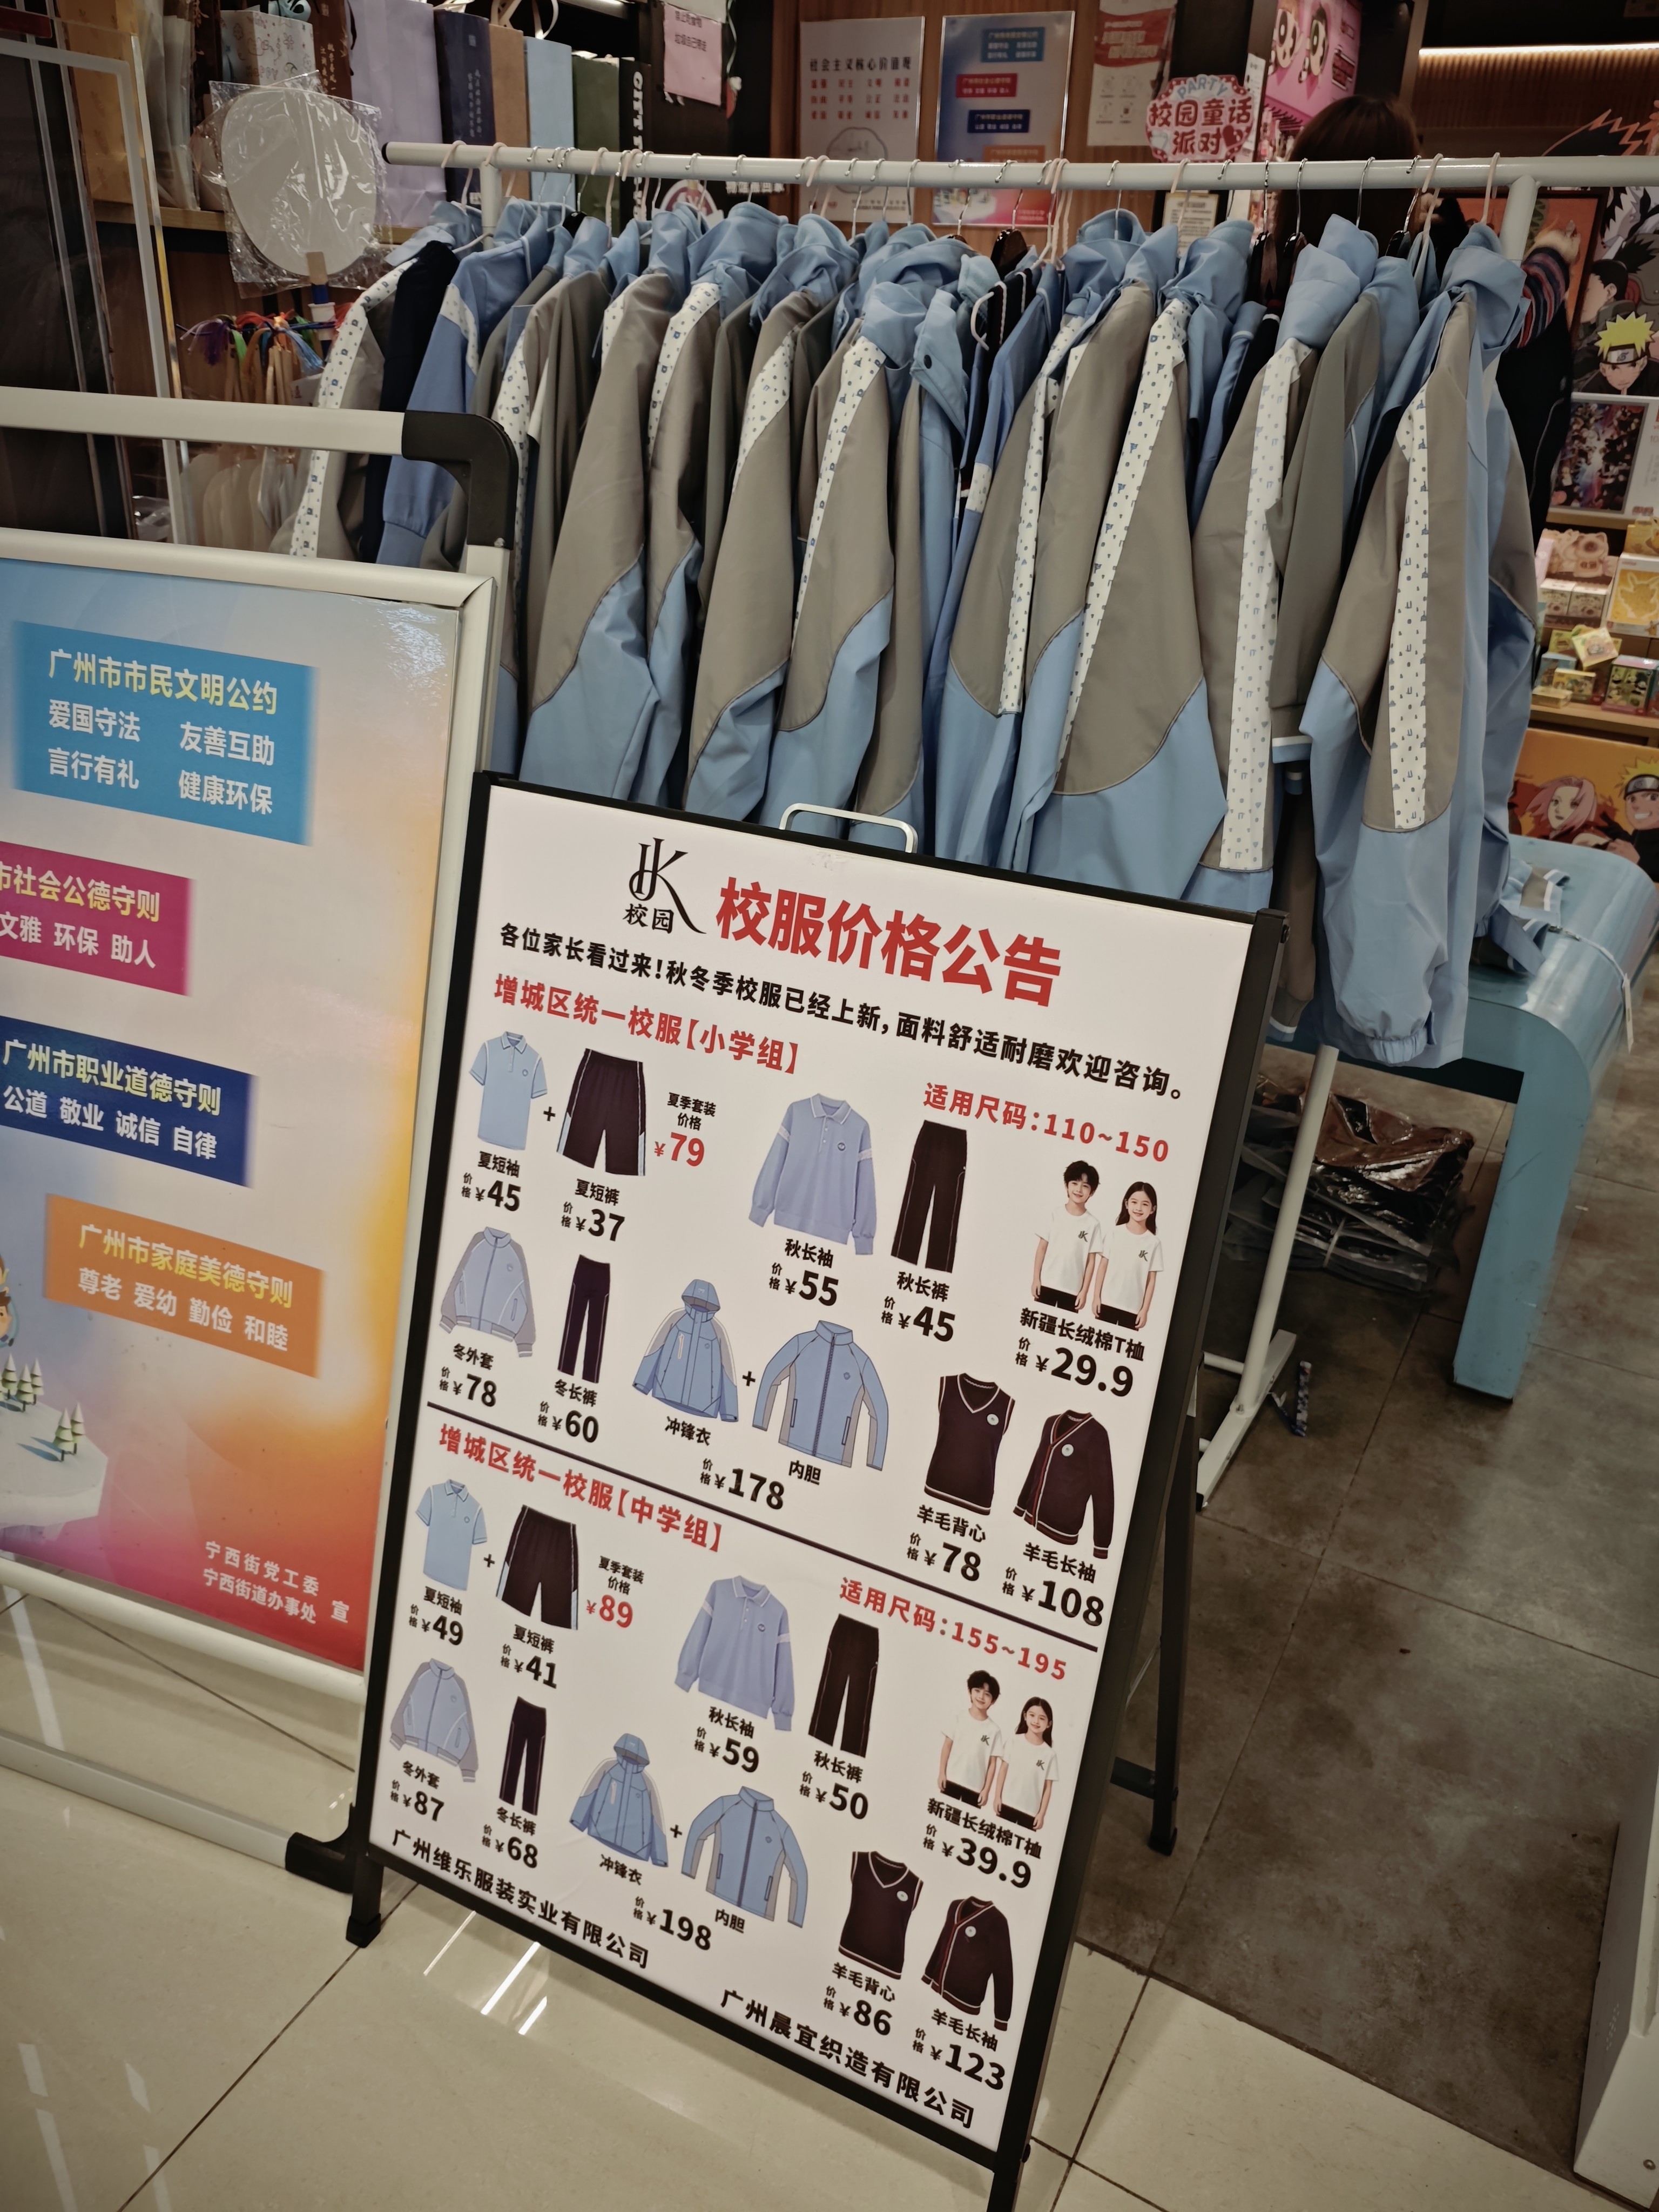 社会主义核心价值观
PARTY
校园童话
派对
广州市市民文明公约
爱国守法 友善互助
言行有礼 健康环保
市社会公德守则
文雅 环保 助人
广州市职业道德守则
公道 敬业 诚信 自律
广州市家庭美德守则
尊老 爱幼 勤俭 和睦
宁西街党工委
宁西街道办事处 宣
JK
校园
校服价格公告
各位家长看过来！秋冬季校服已经上新，面料舒适耐磨欢迎咨询。
增城区统一校服【小学组】
适用尺码：110~150
夏短袖
价格 ¥45
+
夏短裤
价格 ¥37
夏季套装
价格
¥79
秋长袖
价格 ¥55
秋长裤
价格 ¥45
新疆长绒棉T恤
价格 ¥29.9
冬外套
价格 ¥78
冬长裤
价格 ¥60
冲锋衣
+
内胆
价格 ¥178
羊毛背心
价格 ¥78
羊毛长袖
价格 ¥108
增城区统一校服【中学组】
适用尺码：155~195
夏短袖
价格 ¥49
+
夏短裤
价格 ¥41
夏季套装
价格
¥89
秋长袖
价格 ¥59
秋长裤
价格 ¥50
新疆长绒棉T恤
价格 ¥39.9
冬外套
价格 ¥87
冬长裤
价格 ¥68
冲锋衣
+
内胆
价格 ¥198
羊毛背心
价格 ¥86
羊毛长袖
价格 ¥123
广州维乐服装实业有限公司
广州晨宜织造有限公司